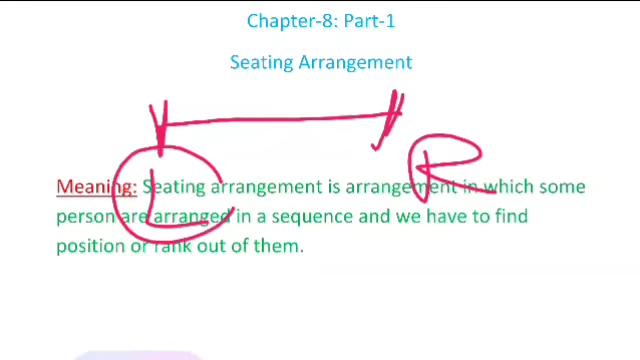 Chapter-8: Part-1
Seating Arrangement
L
R
Meaning: Seating arrangement is arrangement in which some
person are arranged in a sequence and we have to find
position or rank out of them.